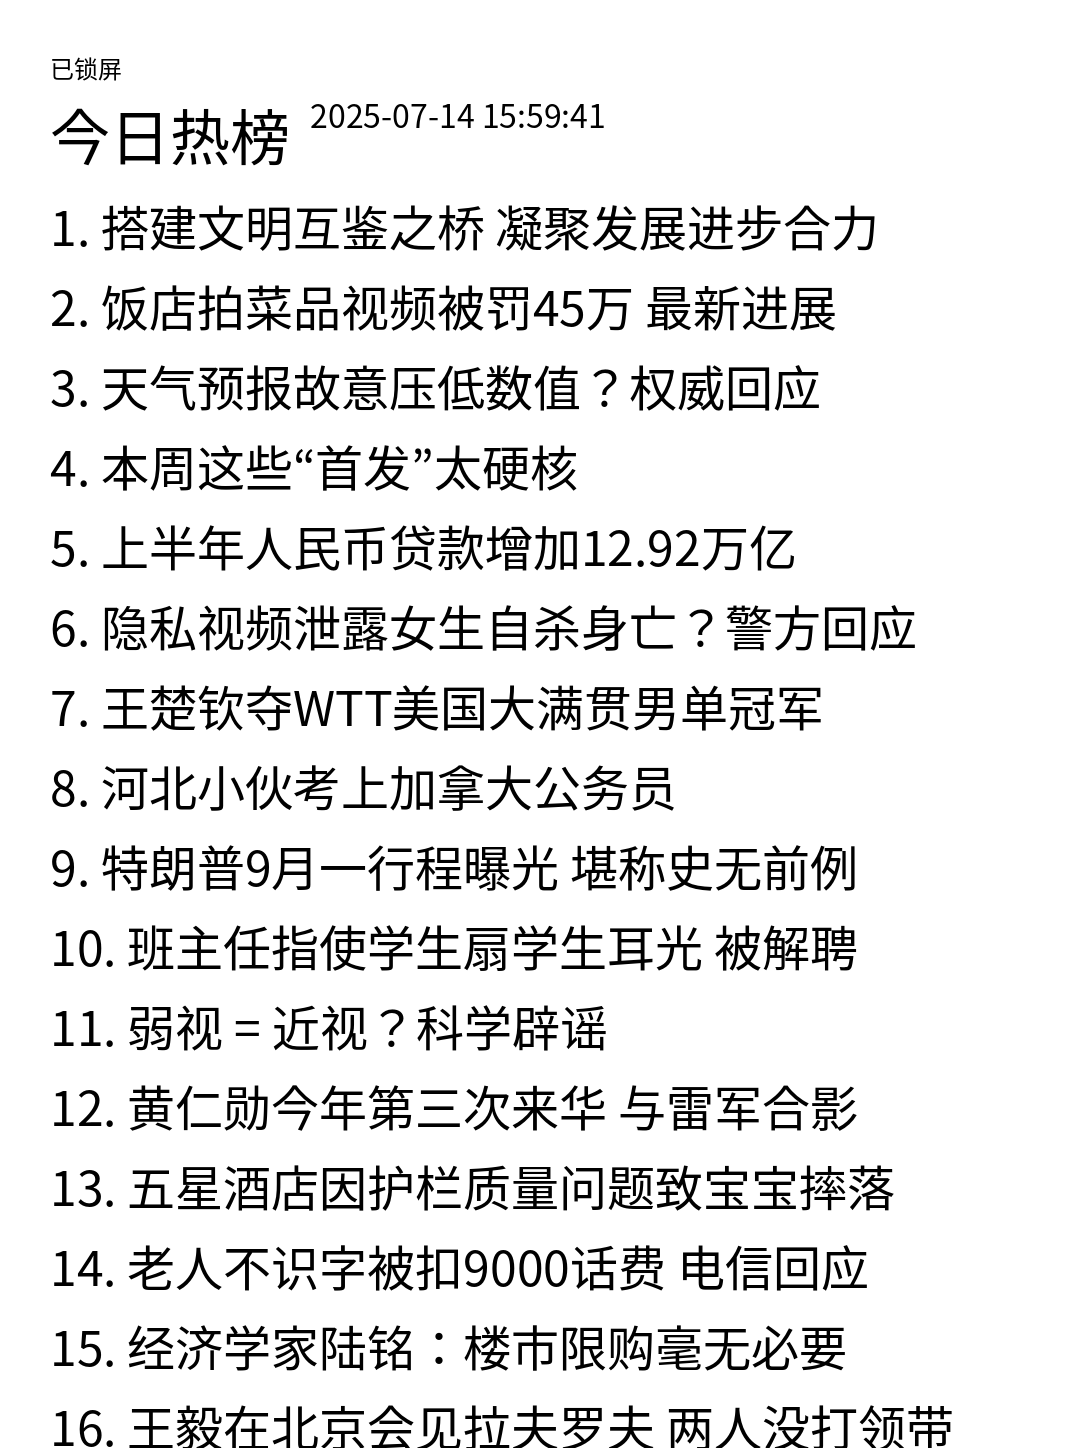 已锁屏
今日热榜 2025-07-14 15:59:41
1. 搭建文明互鉴之桥 凝聚发展进步合力
2. 饭店拍菜品视频被罚45万 最新进展
3. 天气预报故意压低数值？权威回应
4. 本周这些“首发”太硬核
5. 上半年人民币贷款增加12.92万亿
6. 隐私视频泄露女生自杀身亡？警方回应
7. 王楚钦夺WTT美国大满贯男单冠军
8. 河北小伙考上加拿大公务员
9. 特朗普9月一行程曝光 堪称史无前例
10. 班主任指使学生扇学生耳光 被解聘
11. 弱视 = 近视？科学辟谣
12. 黄仁勋今年第三次来华 与雷军合影
13. 五星酒店因护栏质量问题致宝宝摔落
14. 老人不识字被扣9000话费 电信回应
15. 经济学家陆铭：楼市限购毫无必要
16. 王毅在北京会见拉夫罗夫 两人没打领带